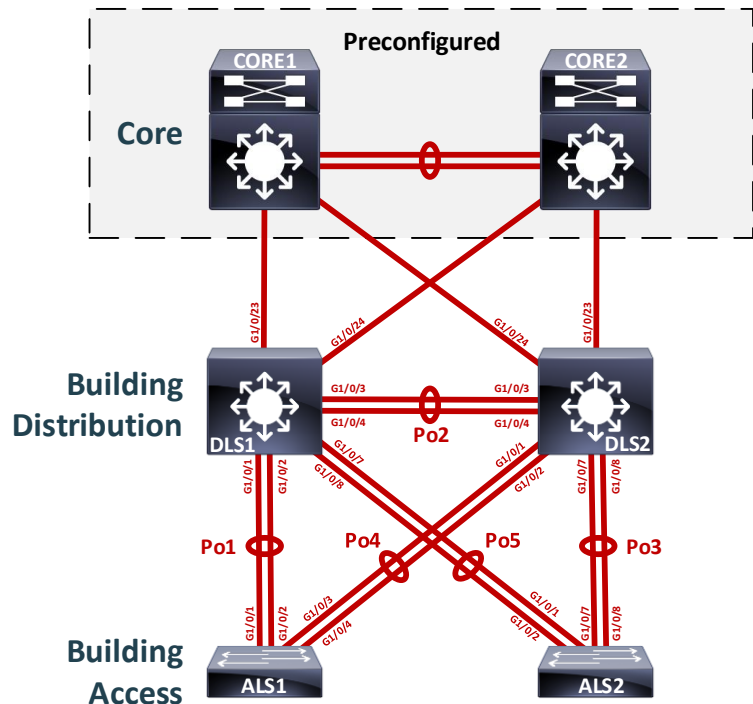 Preconfigured
CORE1
CORE2
Core
G1/0/23
G1/0/24
G1/0/24
G1/0/23
Building
Distribution
DLS1
G1/0/3
G1/0/4
G1/0/3
G1/0/4
Po2
DLS2
G1/0/1
G1/0/2
G1/0/7
G1/0/8
G1/0/1
G1/0/2
G1/0/7
G1/0/8
Po1
Po4
Po5
Po3
G1/0/1
G1/0/2
G1/0/3
G1/0/4
G1/0/1
G1/0/2
G1/0/7
G1/0/8
Building
Access
ALS1
ALS2